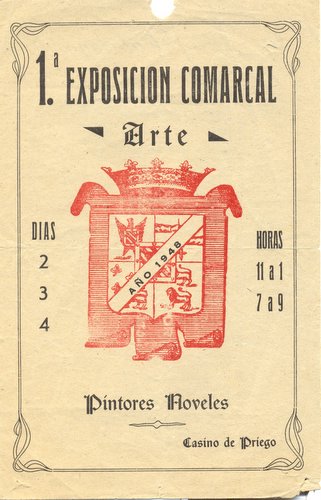 1.ª EXPOSICION COMARCAL
Arte
DIAS
2
3
4
AÑO 1948
HORAS
11 a 1
7 a 9
Pintores Noveles
Casino de Priego